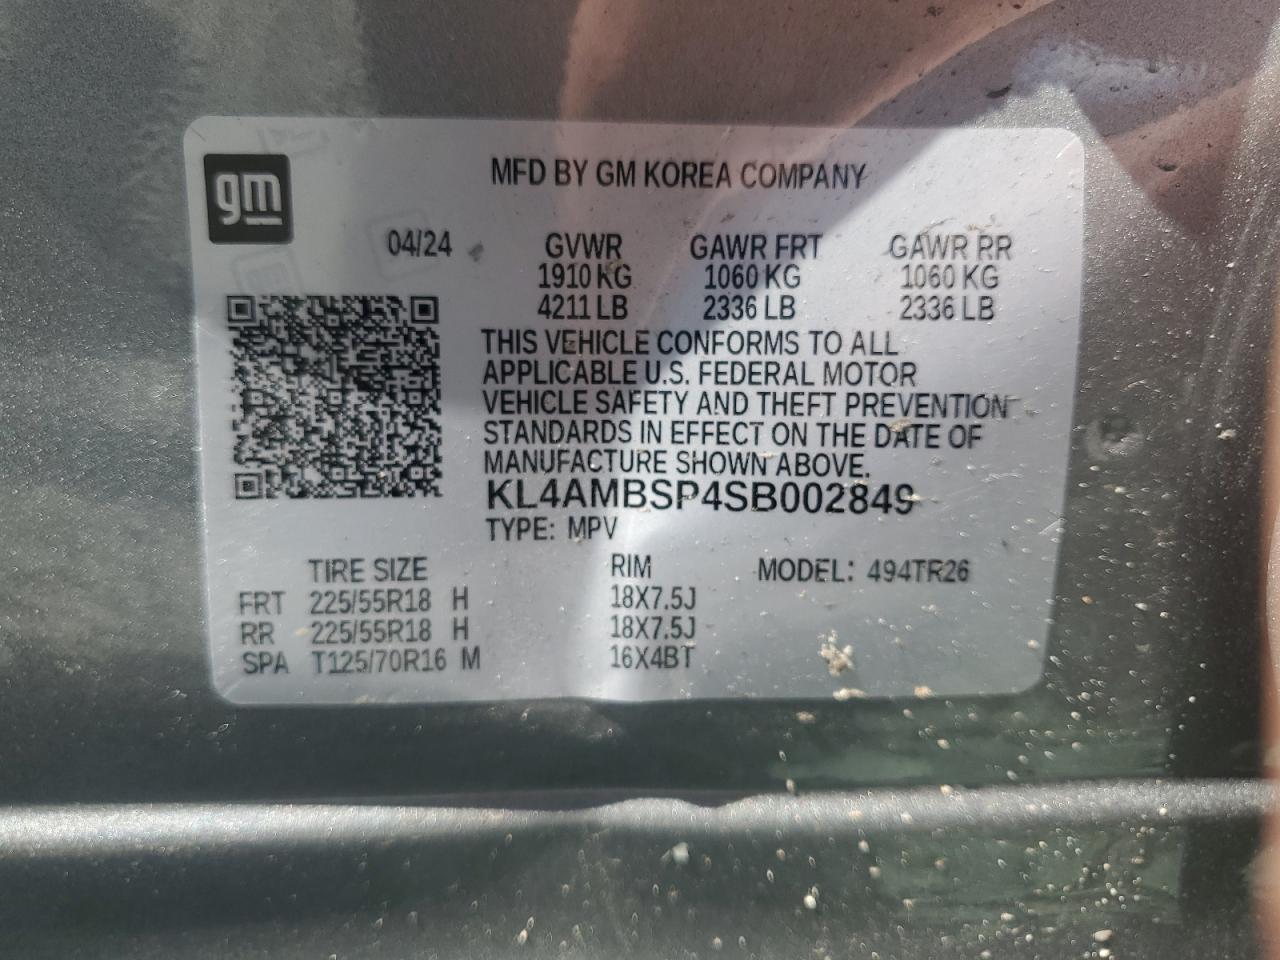 gm
MFD BY GM KOREA COMPANY
04/24 GVWR GAWR FRT GAWR RR
1910 KG 1060 KG 1060 KG
4211 LB 2336 LB 2336 LB
THIS VEHICLE CONFORMS TO ALL
APPLICABLE U.S. FEDERAL MOTOR
VEHICLE SAFETY AND THEFT PREVENTION
STANDARDS IN EFFECT ON THE DATE OF
MANUFACTURE SHOWN ABOVE.
KL4AMBSP4SB002849
TYPE: MPV
TIRE SIZE RIM MODEL: 494TR26
FRT 225/55R18 H 18X7.5J
RR 225/55R18 H 18X7.5J
SPA T125/70R16 M 16X4BT